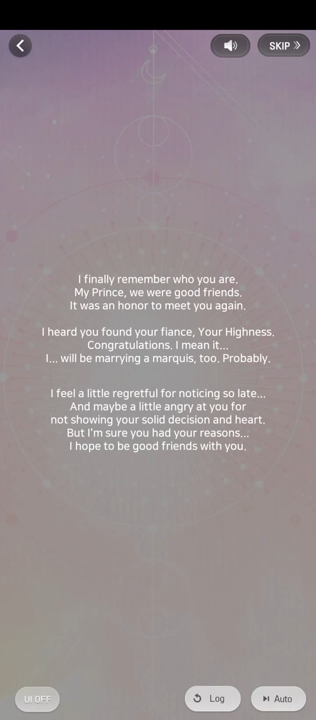 SKIP
I finally remember who you are.
My Prince, we were good friends.
It was an honor to meet you again.
I heard you found your fiance, Your Highness.
Congratulations. I mean it...
I... will be marrying a marquis, too. Probably.
I feel a little regretful for noticing so late...
And maybe a little angry at you for
not showing your solid decision and heart.
But I'm sure you had your reasons...
I hope to be good friends with you.
UI OFF
Log
Auto